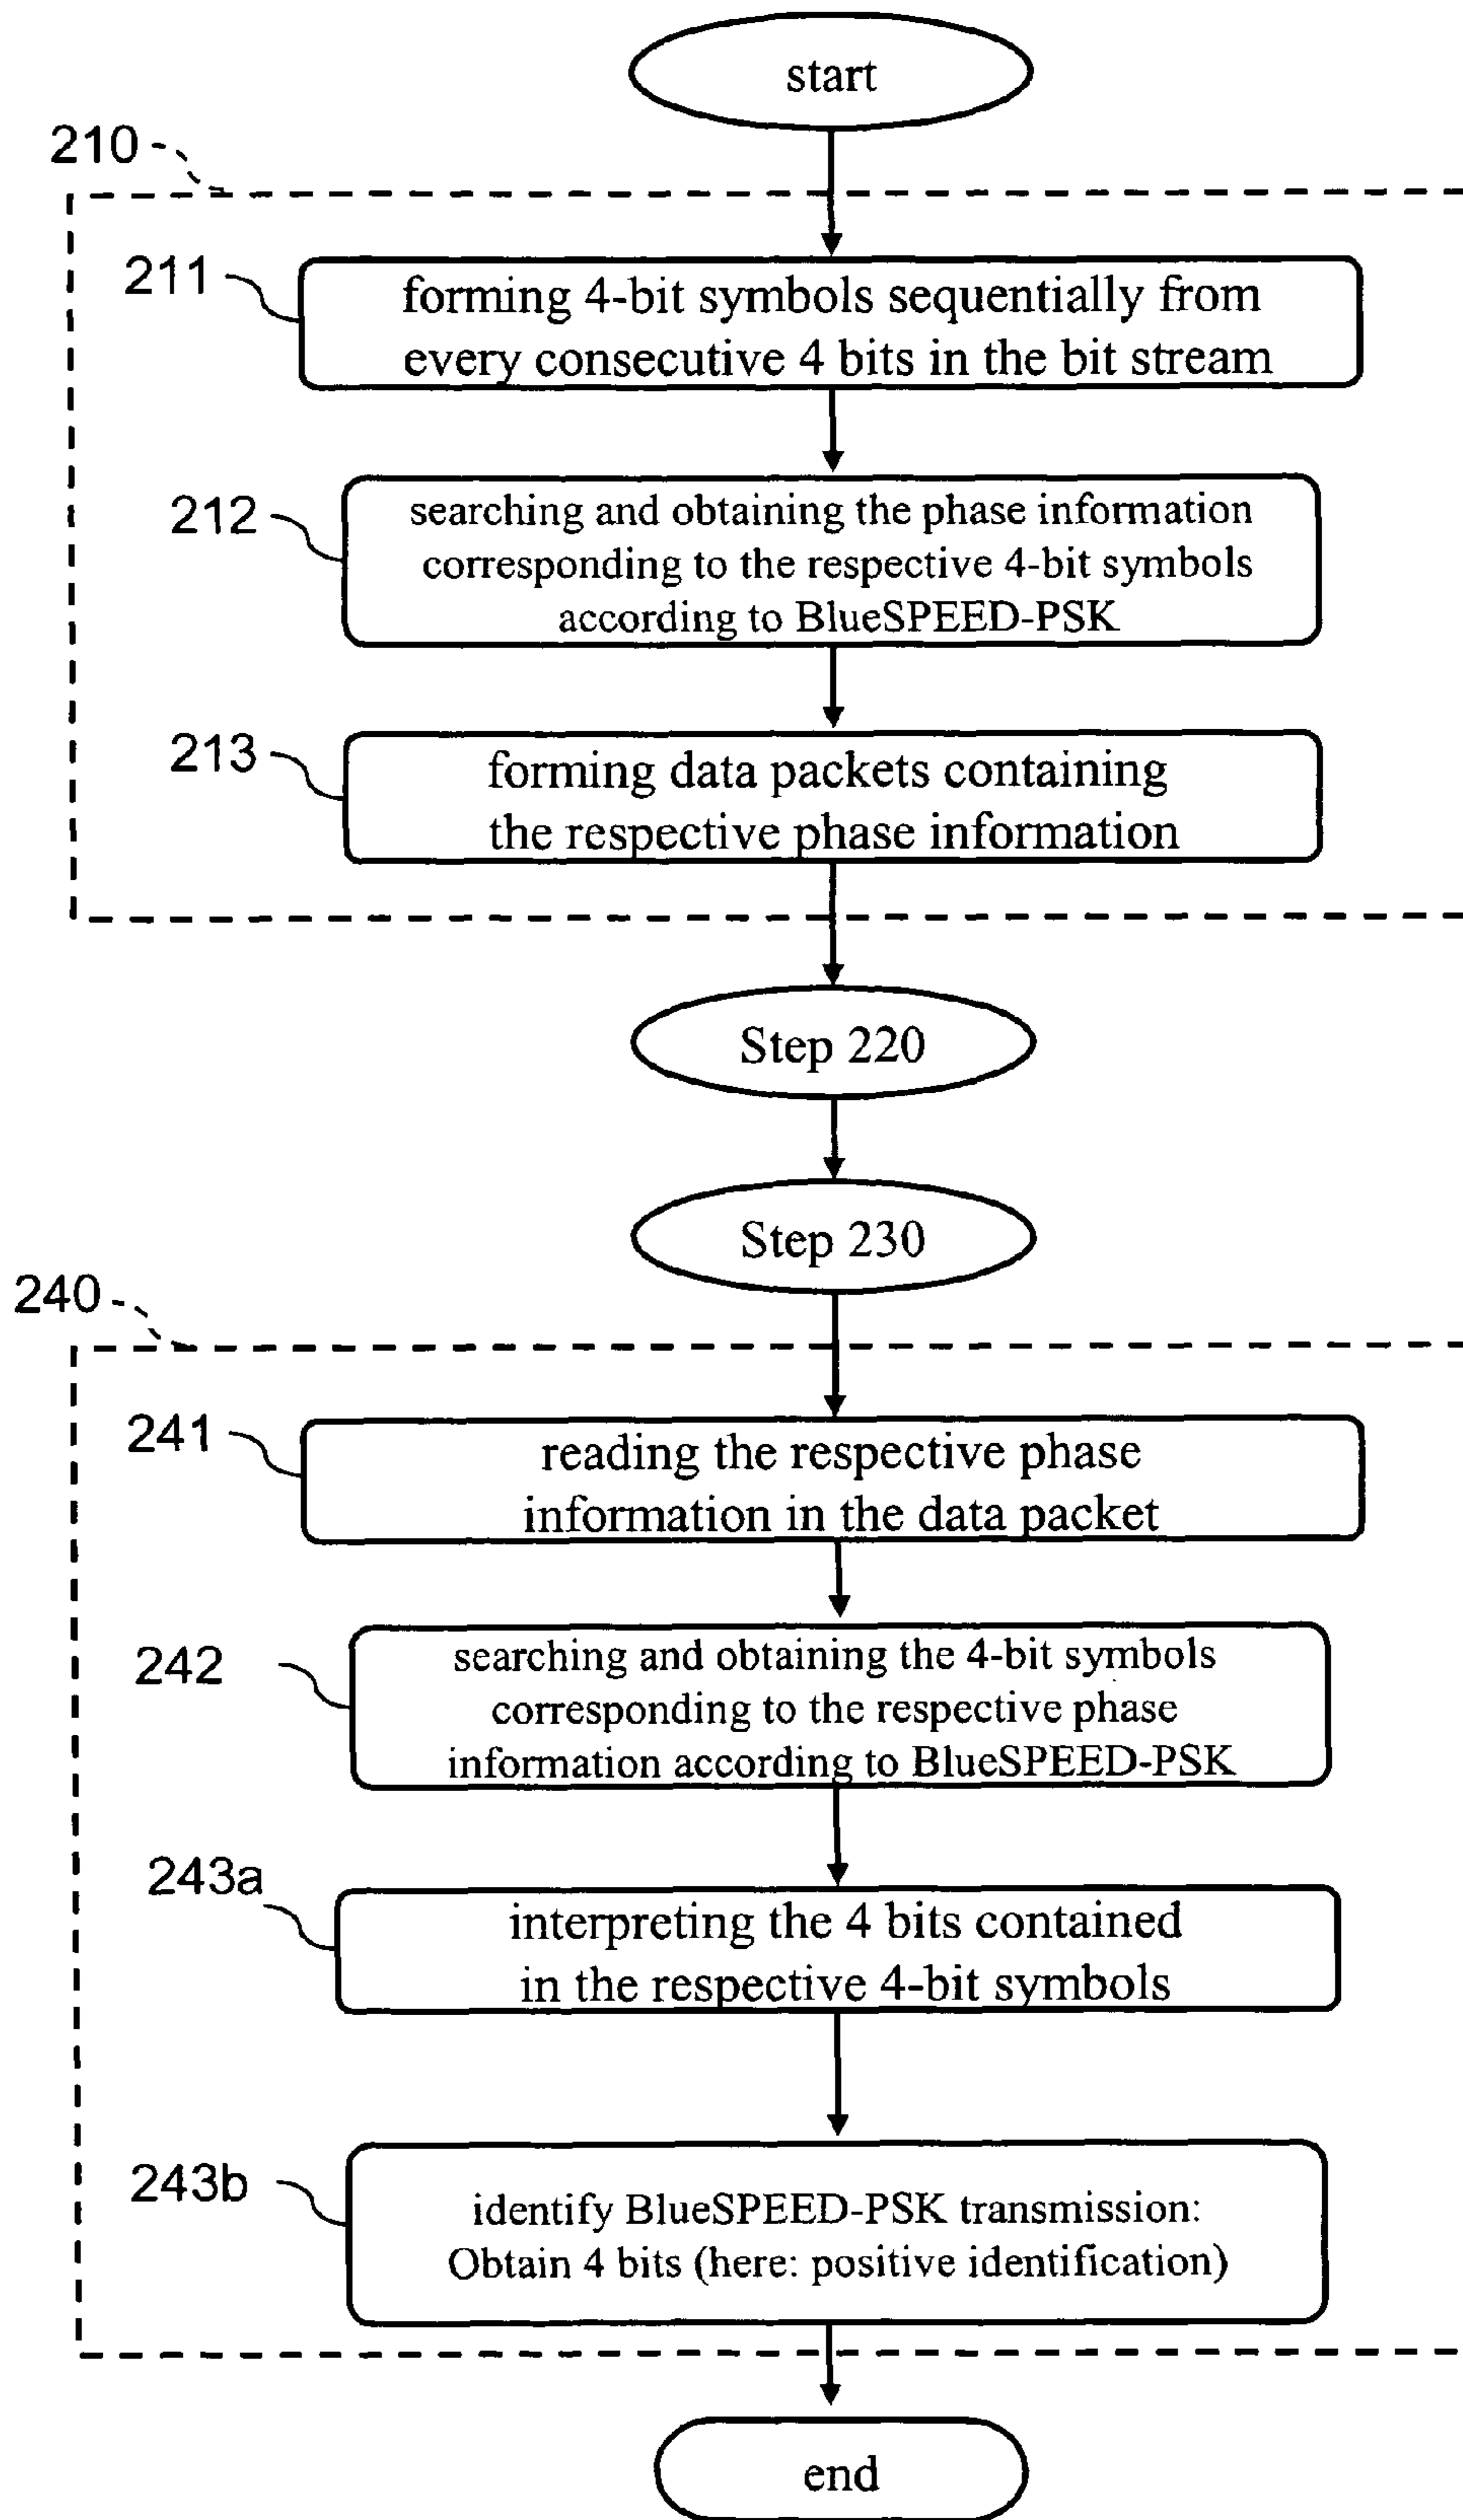 start
210
211
forming 4-bit symbols sequentially from
every consecutive 4 bits in the bit stream
212
searching and obtaining the phase information
corresponding to the respective 4-bit symbols
according to BlueSPEED-PSK
213
forming data packets containing
the respective phase information
Step 220
Step 230
240
241
reading the respective phase
information in the data packet
242
searching and obtaining the 4-bit symbols
corresponding to the respective phase
information according to BlueSPEED-PSK
243a
interpreting the 4 bits contained
in the respective 4-bit symbols
243b
identify BlueSPEED-PSK transmission:
Obtain 4 bits (here: positive identification)
end